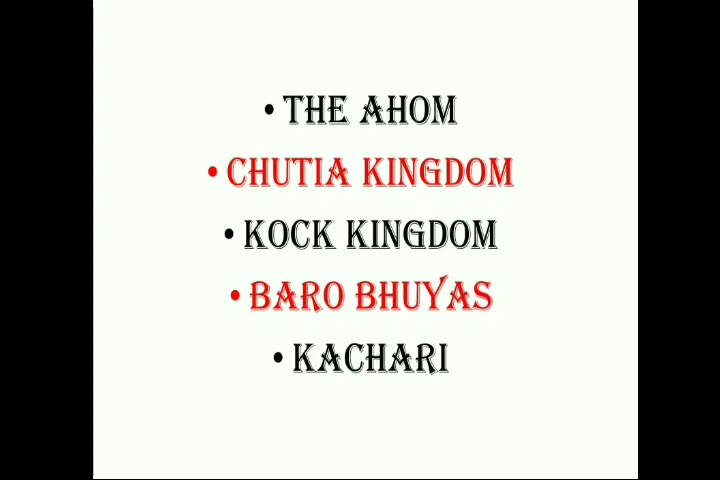 • THE AHOM
• CHUTIA KINGDOM
• KOCK KINGDOM
• BARO BHUYAS
• KACHARI